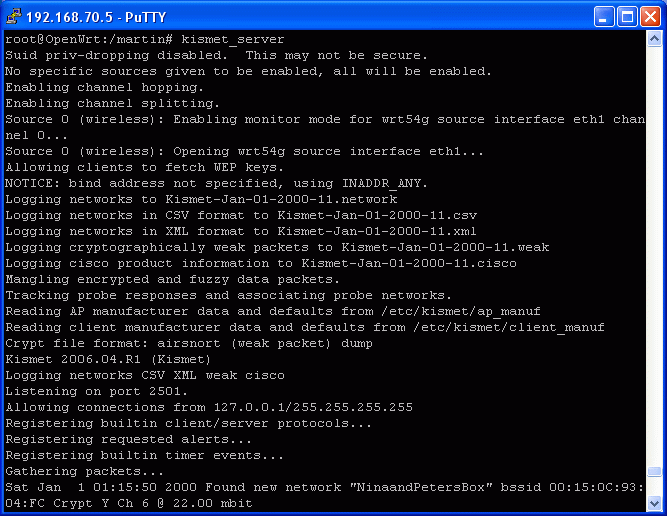 192.168.70.5 - PuTTY
root@OpenWrt:/martin# kismet_server
Suid priv-dropping disabled.  This may not be secure.
No specific sources given to be enabled, all will be enabled.
Enabling channel hopping.
Enabling channel splitting.
Source 0 (wireless): Enabling monitor mode for wrt54g source interface eth1 chan
nel 0...
Source 0 (wireless): Opening wrt54g source interface eth1...
Allowing clients to fetch WEP keys.
NOTICE: bind address not specified, using INADDR_ANY.
Logging networks to Kismet-Jan-01-2000-11.network
Logging networks in CSV format to Kismet-Jan-01-2000-11.csv
Logging networks in XML format to Kismet-Jan-01-2000-11.xml
Logging cryptographically weak packets to Kismet-Jan-01-2000-11.weak
Logging cisco product information to Kismet-Jan-01-2000-11.cisco
Mangling encrypted and fuzzy data packets.
Tracking probe responses and associating probe networks.
Reading AP manufacturer data and defaults from /etc/kismet/ap_manuf
Reading client manufacturer data and defaults from /etc/kismet/client_manuf
Crypt file format: airsnort (weak packet) dump
Kismet 2006.04.R1 (Kismet)
Logging networks CSV XML weak cisco
Listening on port 2501.
Allowing connections from 127.0.0.1/255.255.255.255
Registering builtin client/server protocols...
Registering requested alerts...
Registering builtin timer events...
Gathering packets...
Sat Jan  1 01:15:50 2000 Found new network "NinaandPetersBox" bssid 00:15:0C:93:
04:FC Crypt Y Ch 6 @ 22.00 mbit